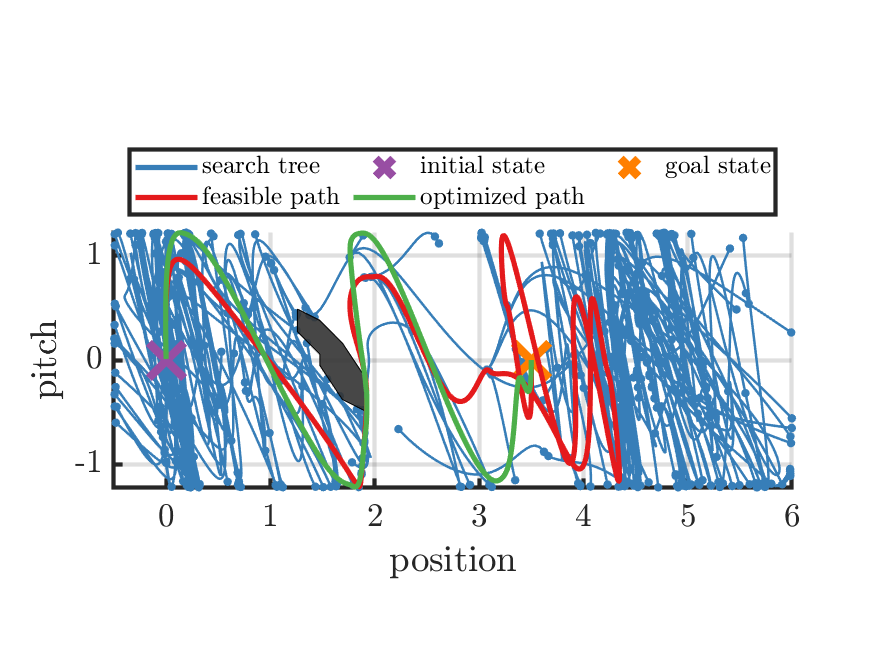 search tree initial state goal state
feasible path optimized path
1
0
-1
pitch
0 1 2 3 4 5 6
position